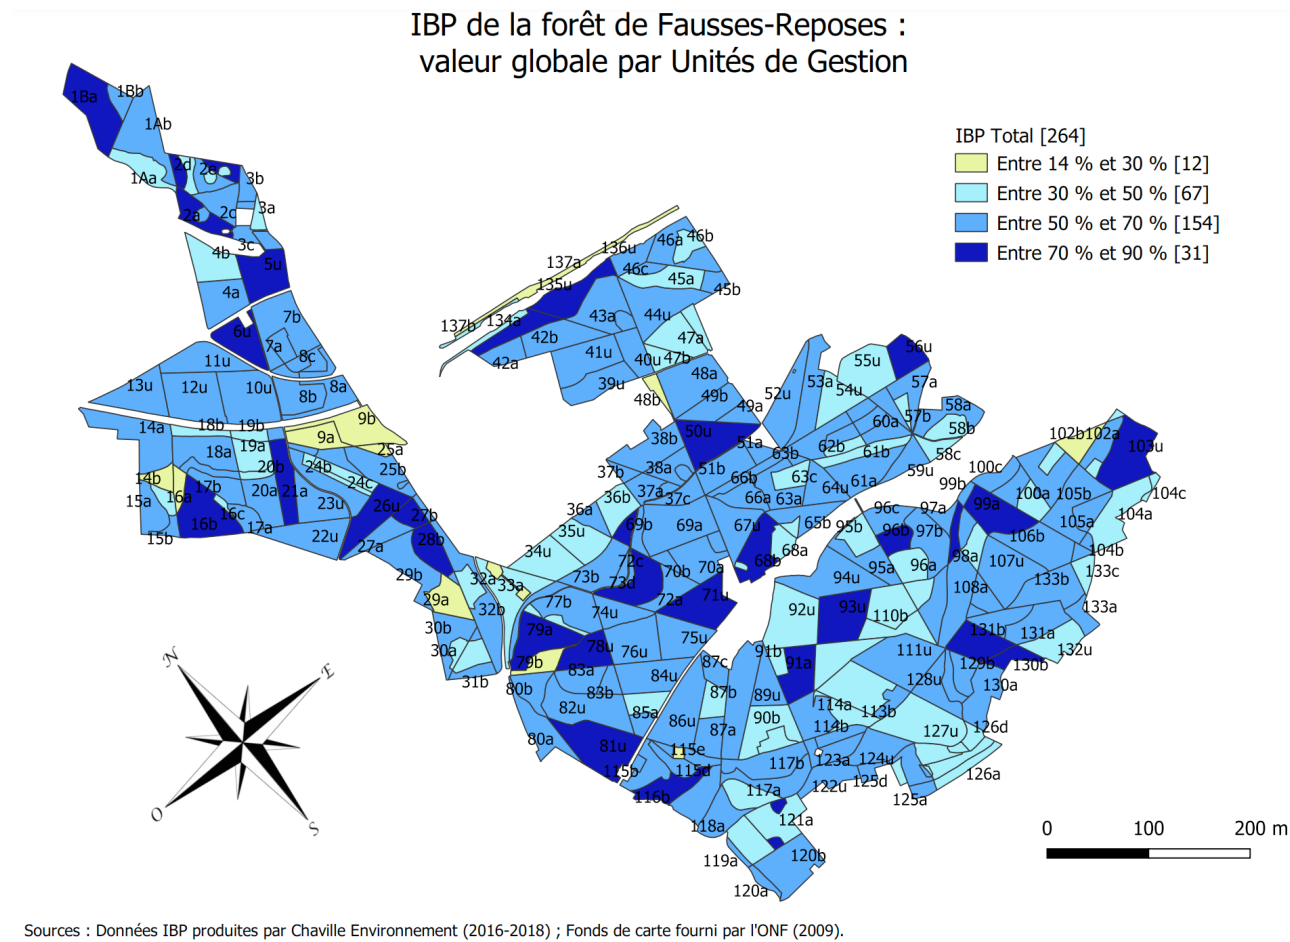 IBP de la forêt de Fausses-Reposes :
valeur globale par Unités de Gestion
IBP Total [264]
Entre 14 % et 30 % [12]
Entre 30 % et 50 % [67]
Entre 50 % et 70 % [154]
Entre 70 % et 90 % [31]
1Ba
1Bb
1Ab
1Aa
2d
2e
3b
2a
2c
3a
4b
3c
5u
4a
6u
7b
7a
8c
11u
13u
12u
10u
8a
8b
14a
18b
19b
9b
9a
25a
18a
19a
20b
24b
25b
14b
17b
24c
15a
16a
20a
21a
23u
26u
16c
27b
16b
17a
15b
22u
27a
28b
29b
32a
33a
29a
32b
30b
30a
31b
136u
46a
46b
137a
46c
45a
135u
45b
137b
134a
43a
44u
42b
47a
42a
41u
40u
47b
39u
48a
48b
49b
49a
52u
53a
54u
55u
56u
57a
57b
58a
58b
58c
60a
50u
51a
38b
62b
61b
63b
59u
37b
38a
51b
66b
63c
64u
61a
36b
37a
37c
66a
63a
36a
35u
69b
69a
67u
65b
95b
96c
97a
99b
100c
102b
102a
103u
100a
105b
104c
99a
104a
105a
96b
97b
106b
34u
68a
68b
72c
70b
70a
95a
96a
98a
107u
104b
73b
73d
94u
133b
133c
77b
74u
72a
71u
92u
93u
110b
108a
133a
79a
75u
131b
131a
78u
76u
91b
91a
111u
132u
79b
83a
87c
129b
130b
80b
83b
84u
87b
89u
128u
130a
82u
85a
86u
90b
114a
113b
87a
114b
127u
126d
80a
81u
115e
115b
115d
117b
123a
124u
126a
116b
117a
122u
125d
125a
118a
121a
119a
120b
120a
N
E
O
S
0 100 200 m
Sources : Données IBP produites par Chaville Environnement (2016-2018) ; Fonds de carte fourni par l'ONF (2009).